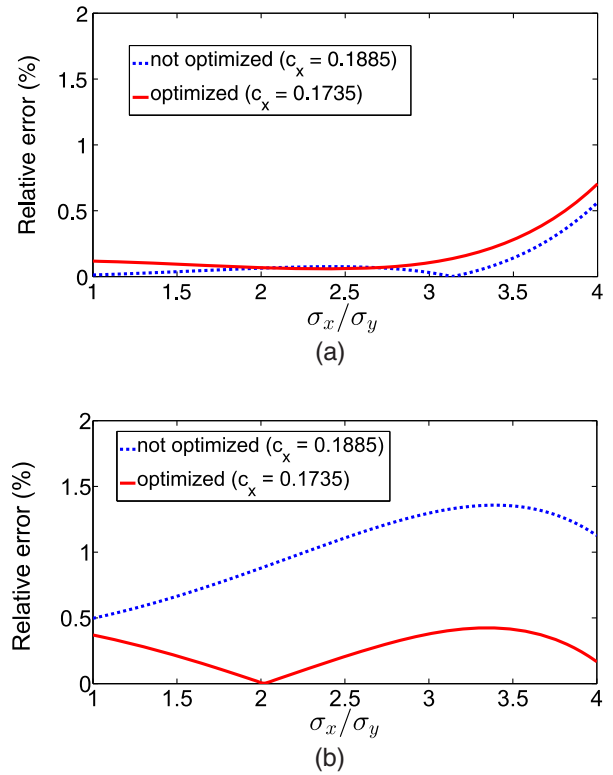 2
1.5
1
0.5
0
Relative error (%)
not optimized (c_x = 0.1885)
optimized (c_x = 0.1735)
1 1.5 2 2.5 3 3.5 4
σ_x/σ_y
(a)
2
1.5
1
0.5
0
Relative error (%)
not optimized (c_x = 0.1885)
optimized (c_x = 0.1735)
1 1.5 2 2.5 3 3.5 4
σ_x/σ_y
(b)